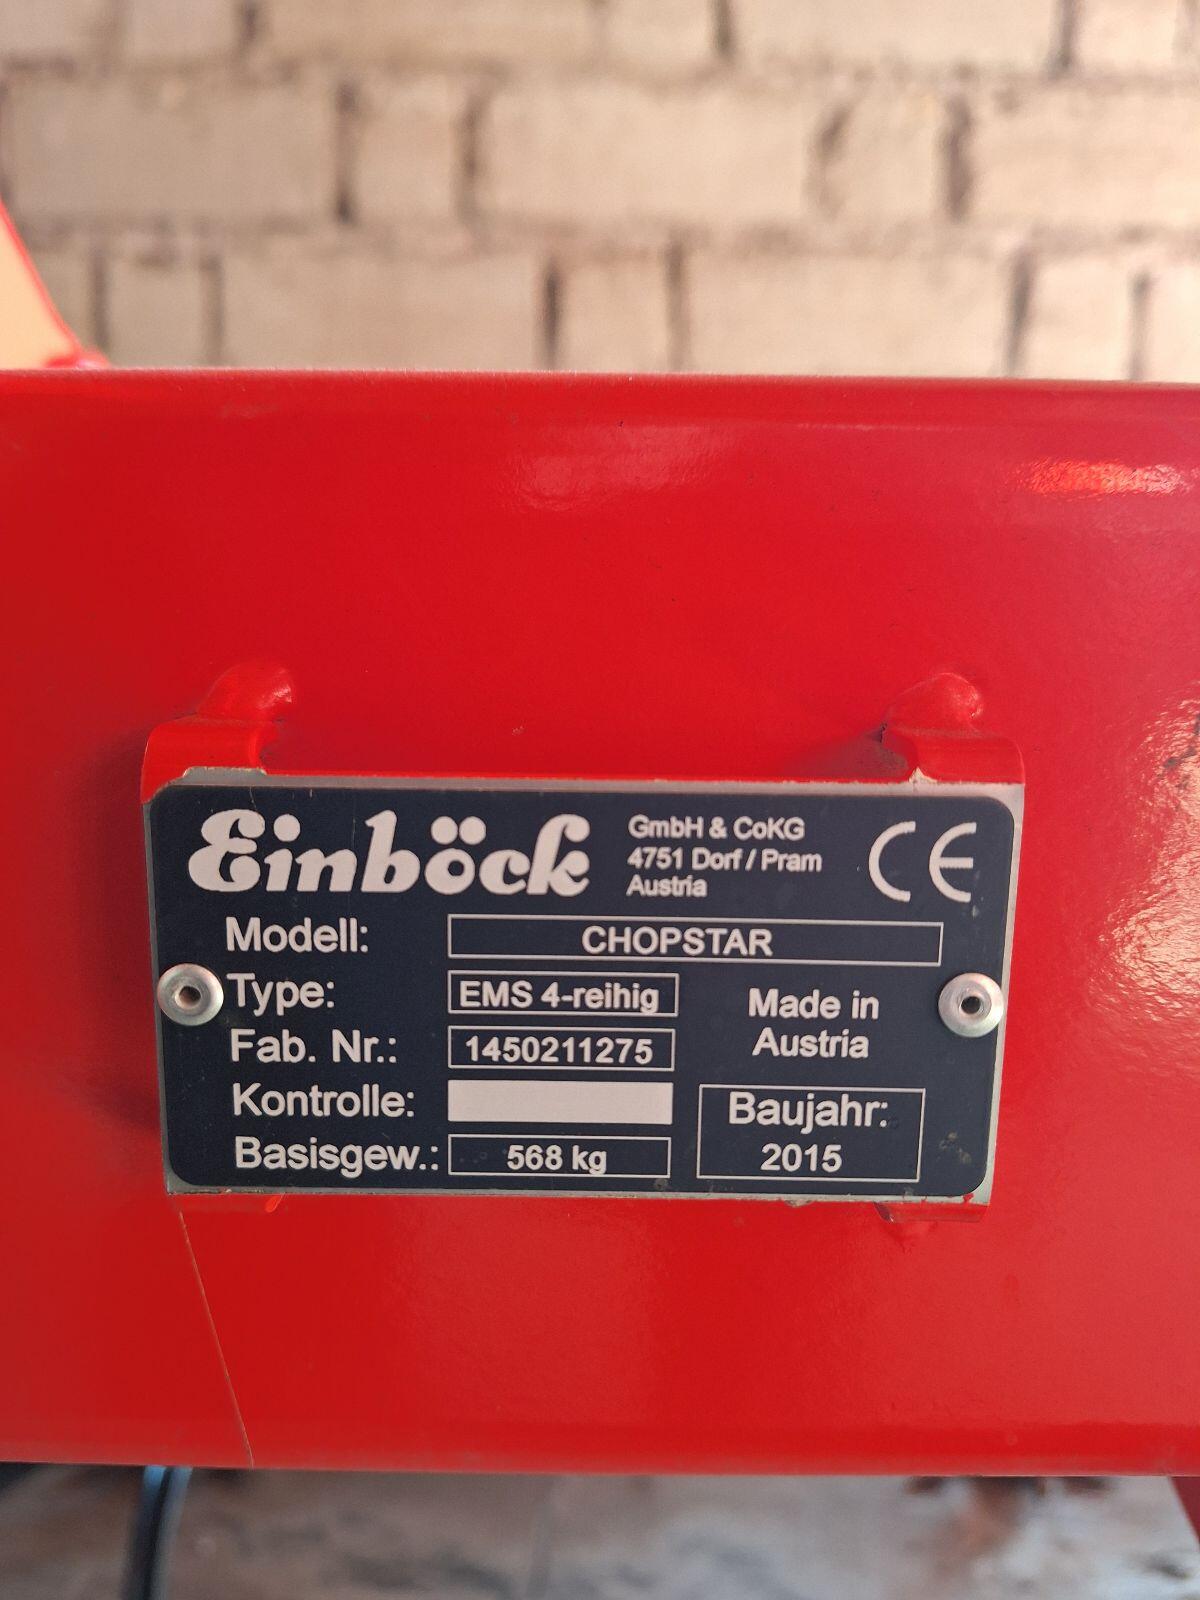 Einböck
GmbH & CoKG
4751 Dorf / Pram
Austria
CE
Modell: CHOPSTAR
Type: EMS 4-reihig
Made in
Austria
Fab. Nr.: 1450211275
Kontrolle:
Baujahr:
2015
Basisgew.: 568 kg